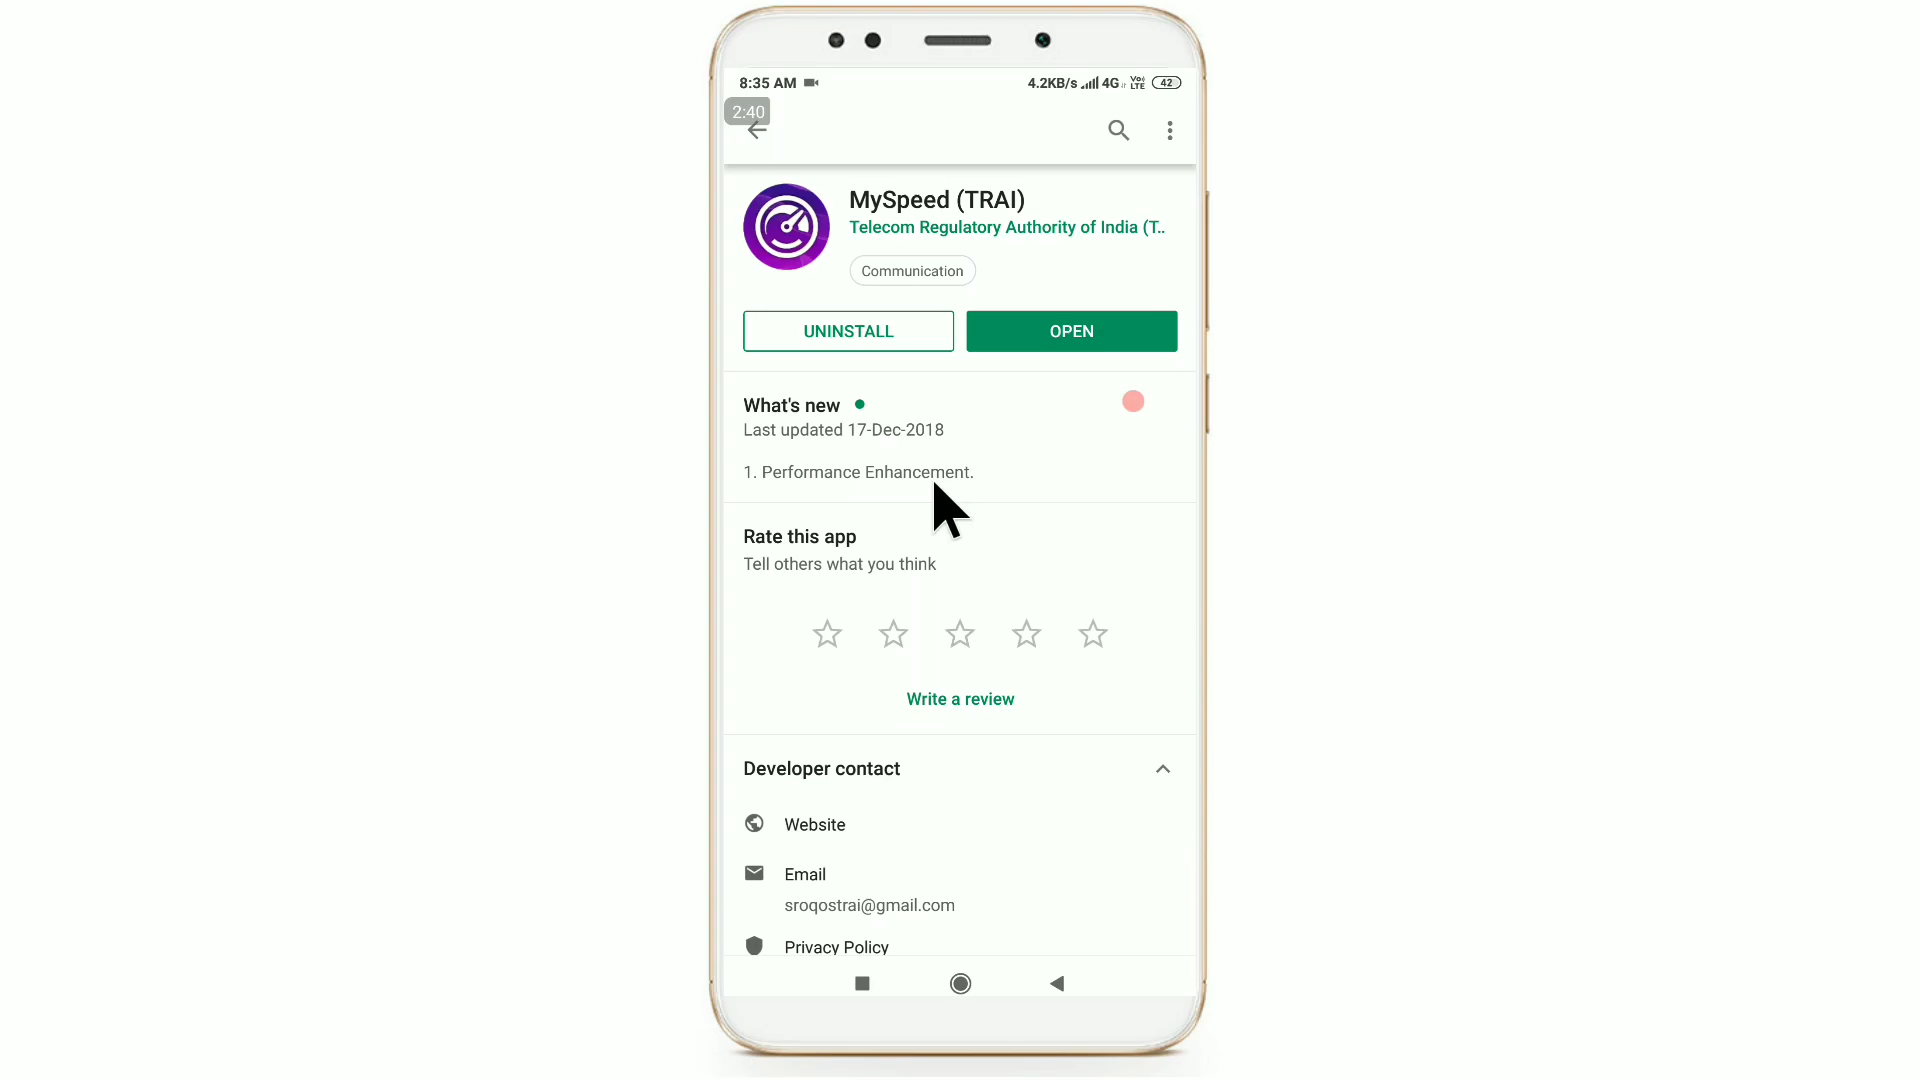 8:35 AM 4.2KB/s 4G Vo) LTE 42
2:40
MySpeed (TRAI)
Telecom Regulatory Authority of India (T..
Communication
UNINSTALL OPEN
What's new
Last updated 17-Dec-2018
1. Performance Enhancement.
Rate this app
Tell others what you think
Write a review
Developer contact
Website
Email
sroqostrai@gmail.com
Privacy Policy